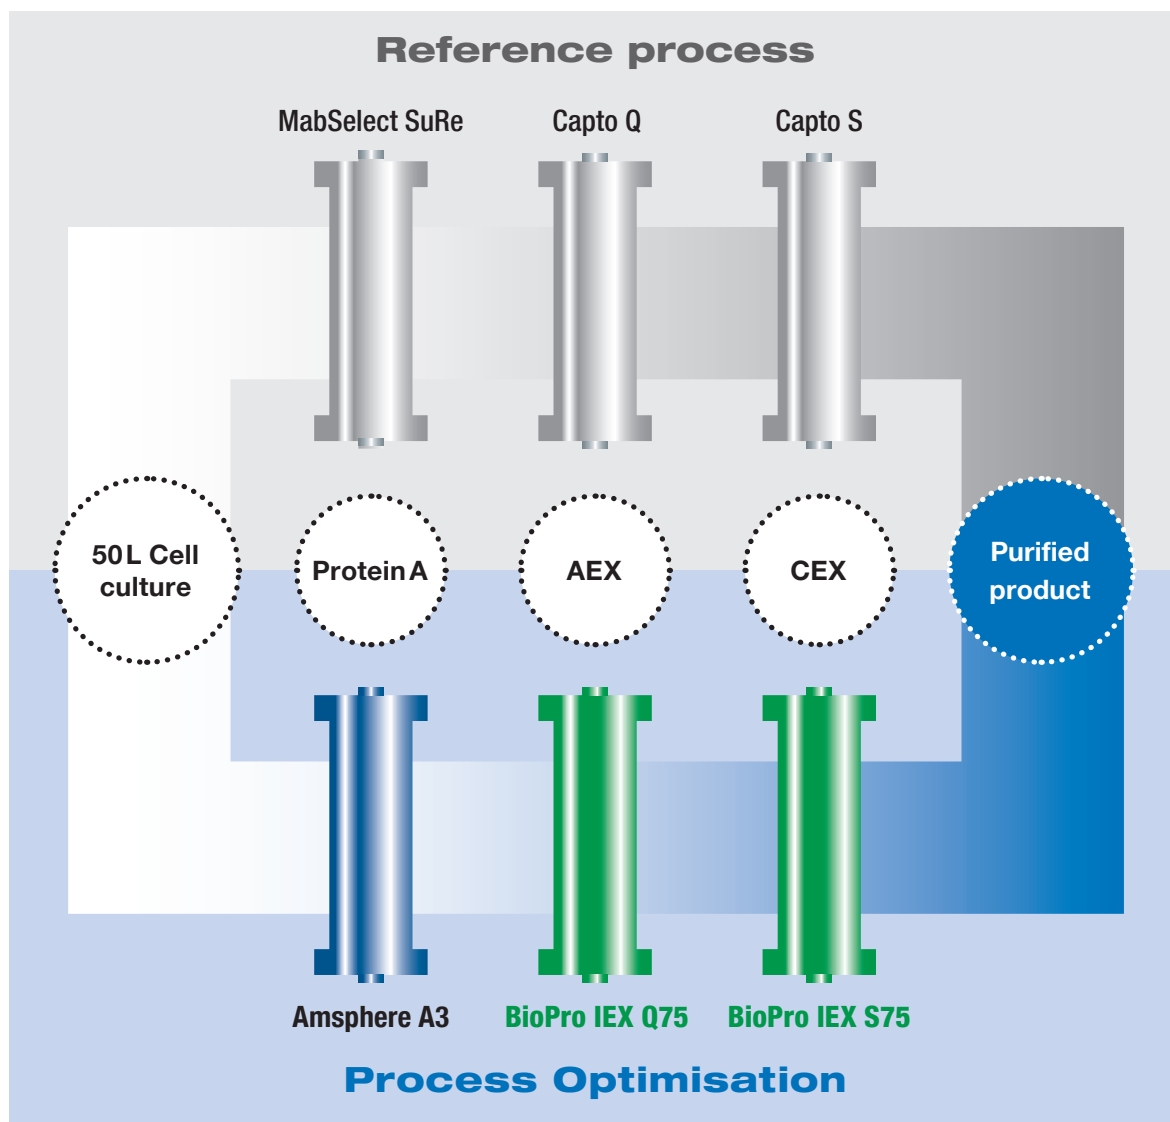 Reference process
MabSelect SuRe
Capto Q
Capto S
50 L Cell
culture
Protein A
AEX
CEX
Purified
product
Amsphere A3
BioPro IEX Q75
BioPro IEX S75
Process Optimisation